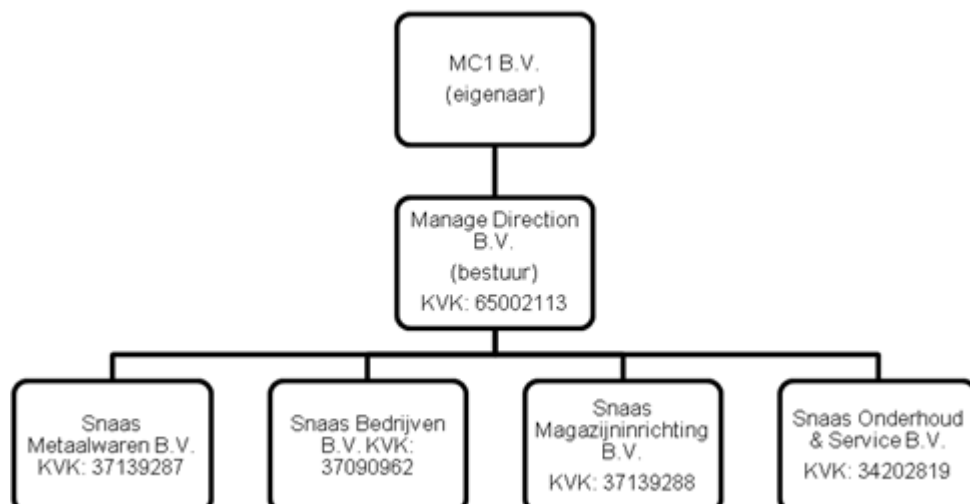 MC1 B.V.
(eigenaar)
Manage Direction
B.V.
(bestuur)
KVK: 65002113
Snaas
Metaalwaren B.V.
KVK: 37139287
Snaas Bedrijven
B.V. KVK:
37090962
Snaas
Magazijninrichting
B.V.
KVK: 37139288
Snaas Onderhoud
& Service B.V.
KVK: 34202819